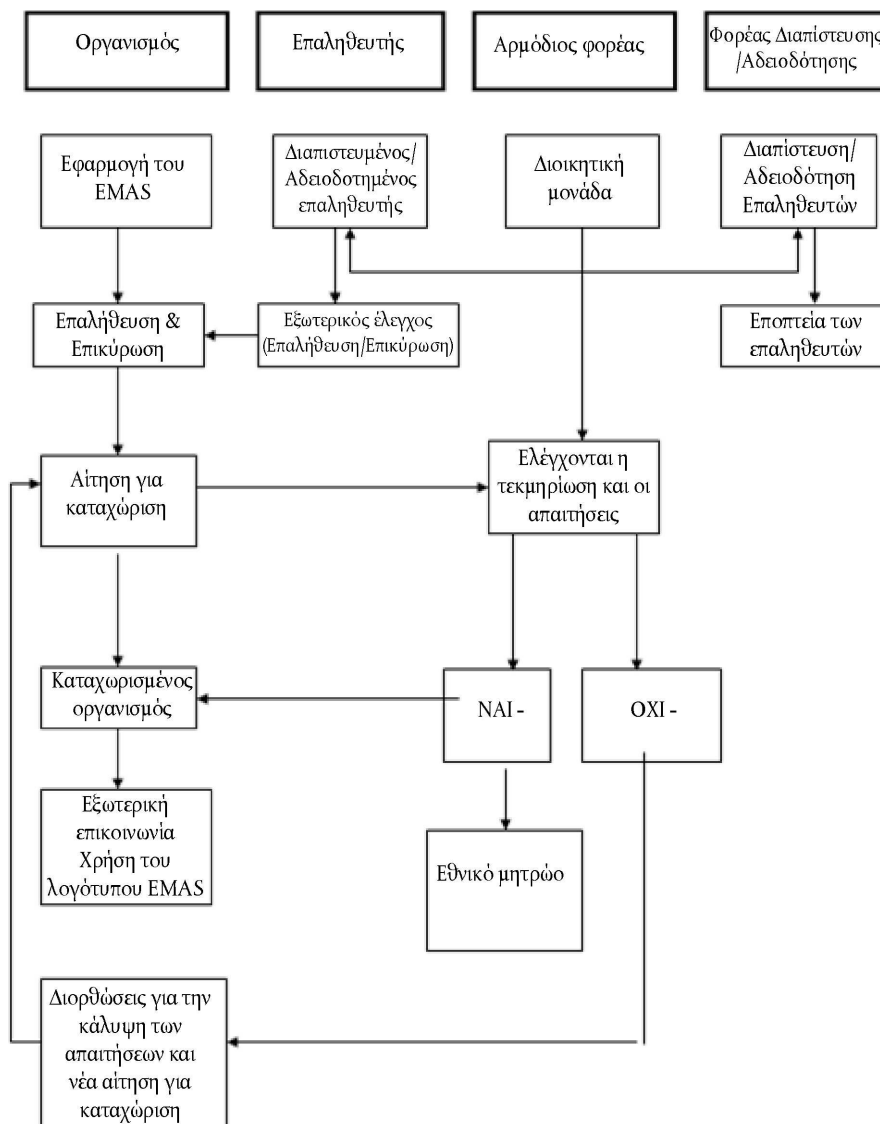 Οργανισμός
Επαληθευτής
Αρμόδιος φορέας
Φορέας Διαπίστευσης
/Αδειοδότησης
Εφαρμογή του
EMAS
Διαπιστευμένος/
Αδειοδοτημένος
επαληθευτής
Διοικητική
μονάδα
Διαπίστευση/
Αδειοδότηση
Επαληθευτών
Επαλήθευση &
Επικύρωση
Εξωτερικός έλεγχος
(Επαλήθευση/Επικύρωση)
Εποπτεία των
επαληθευτών
Αίτηση για
καταχώριση
Ελέγχονται η
τεκμηρίωση και οι
απαιτήσεις
Καταχωρισμένος
οργανισμός
ΝΑΙ -
ΟΧΙ -
Εξωτερική
επικοινωνία
Χρήση του
λογότυπου EMAS
Εθνικό μητρώο
Διορθώσεις για την
κάλυψη των
απαιτήσεων και
νέα αίτηση για
καταχώριση